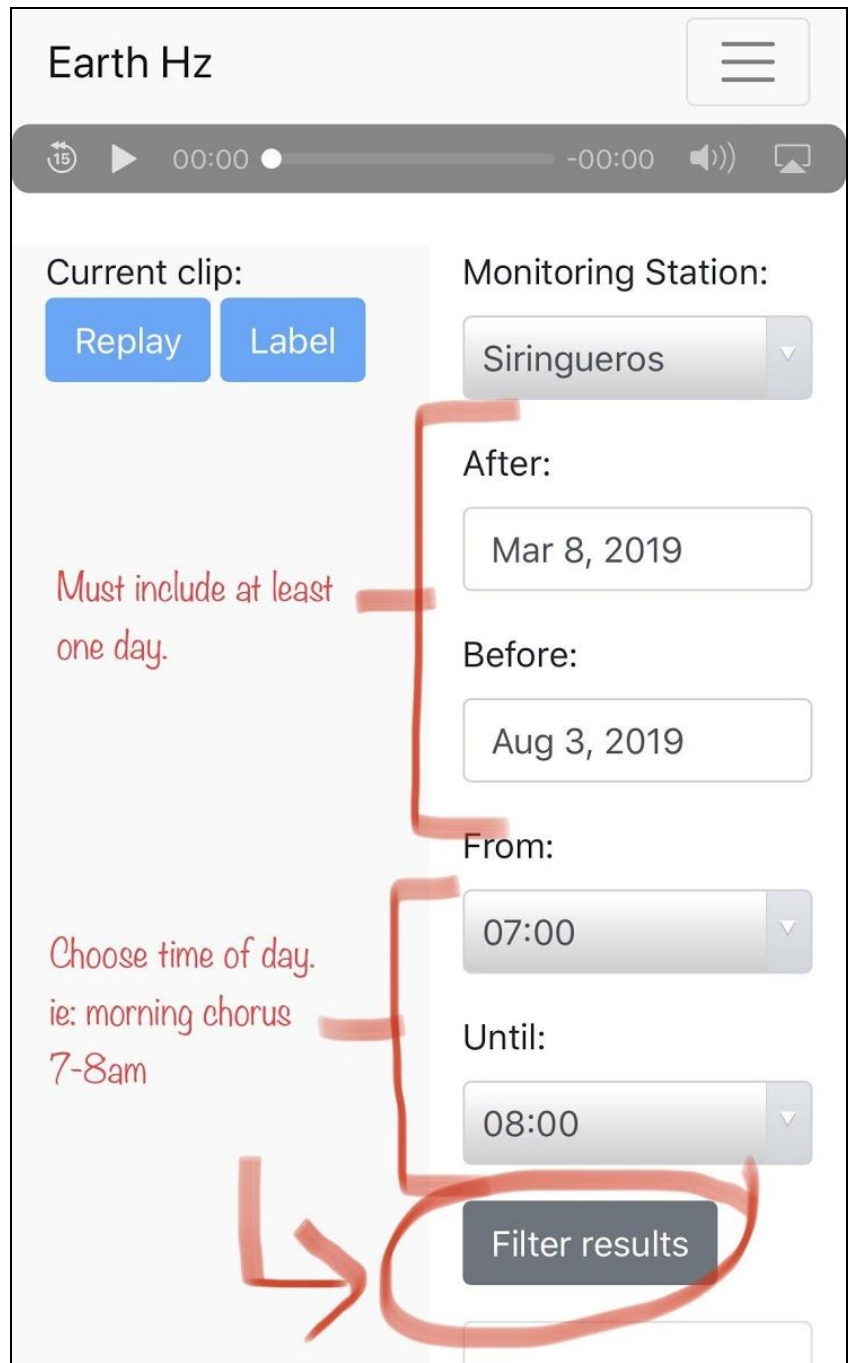 Earth Hz
15 00:00 -00:00
Current clip:
Replay Label
Monitoring Station:
Siringueros
After:
Mar 8, 2019
Must include at least
one day.
Before:
Aug 3, 2019
From:
07:00
Choose time of day.
ie: morning chorus
7-8am
Until:
08:00
Filter results